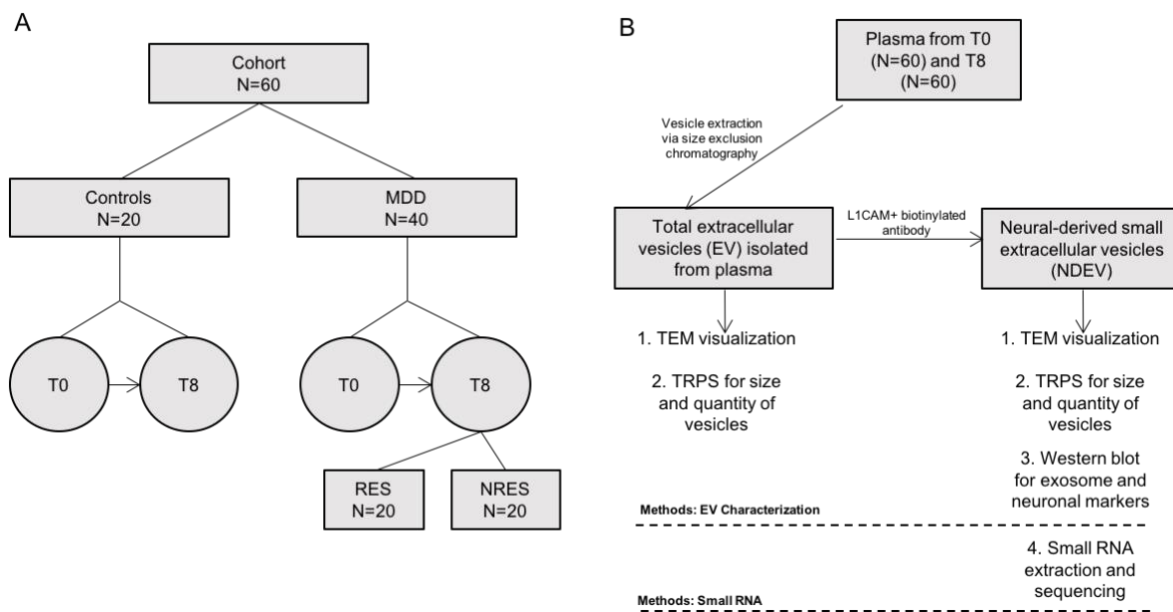 A
Cohort
N=60
Controls
N=20
MDD
N=40
T0
T8
T0
T8
RES
N=20
NRES
N=20
B
Plasma from T0
(N=60) and T8
(N=60)
Vesicle extraction
via size exclusion
chromatography
Total extracellular
vesicles (EV) isolated
from plasma
L1CAM+ biotinylated
antibody
Neural-derived small
extracellular vesicles
(NDEV)
1. TEM visualization
2. TRPS for size
and quantity of
vesicles
1. TEM visualization
2. TRPS for size
and quantity of
vesicles
3. Western blot
for exosome and
neuronal markers
Methods: EV Characterization
4. Small RNA
extraction and
sequencing
Methods: Small RNA